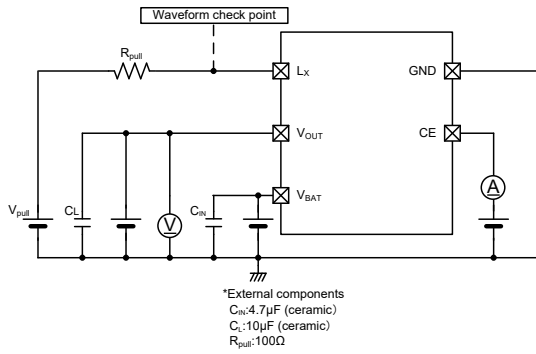 Waveform check point
Rpull
LX
GND
VOUT
CE
VBAT
Vpull
CL
V
CIN
A
*External components
CIN:4.7μF (ceramic)
CL:10μF (ceramic)
Rpull:100Ω